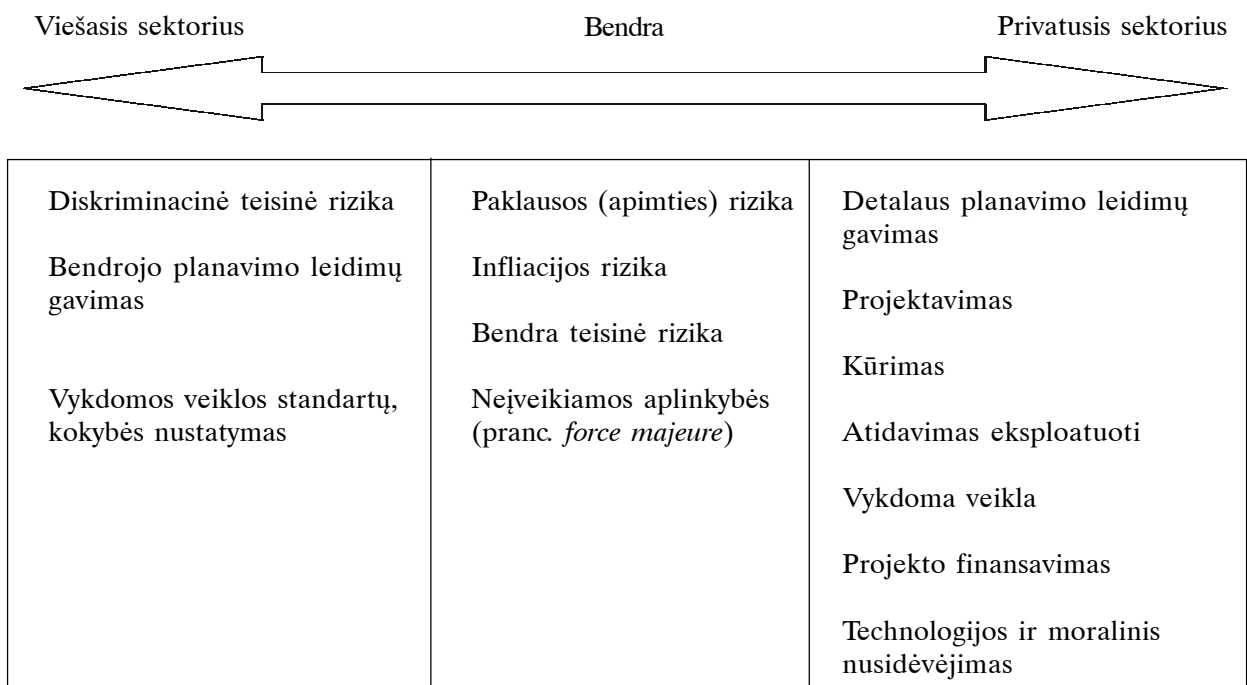 Viešasis sektorius
Bendra
Privatusis sektorius
Diskriminacinė teisinė rizika
Bendrojo planavimo leidimų
gavimas
Vykdomos veiklos standartų,
kokybės nustatymas
Paklausos (apimties) rizika
Infliacijos rizika
Bendra teisinė rizika
Neįveikiamos aplinkybės
(pranc. force majeure)
Detalaus planavimo leidimų
gavimas
Projektavimas
Kūrimas
Atidavimas eksploatuoti
Vykdoma veikla
Projekto finansavimas
Technologijos ir moralinis
nusidėvėjimas